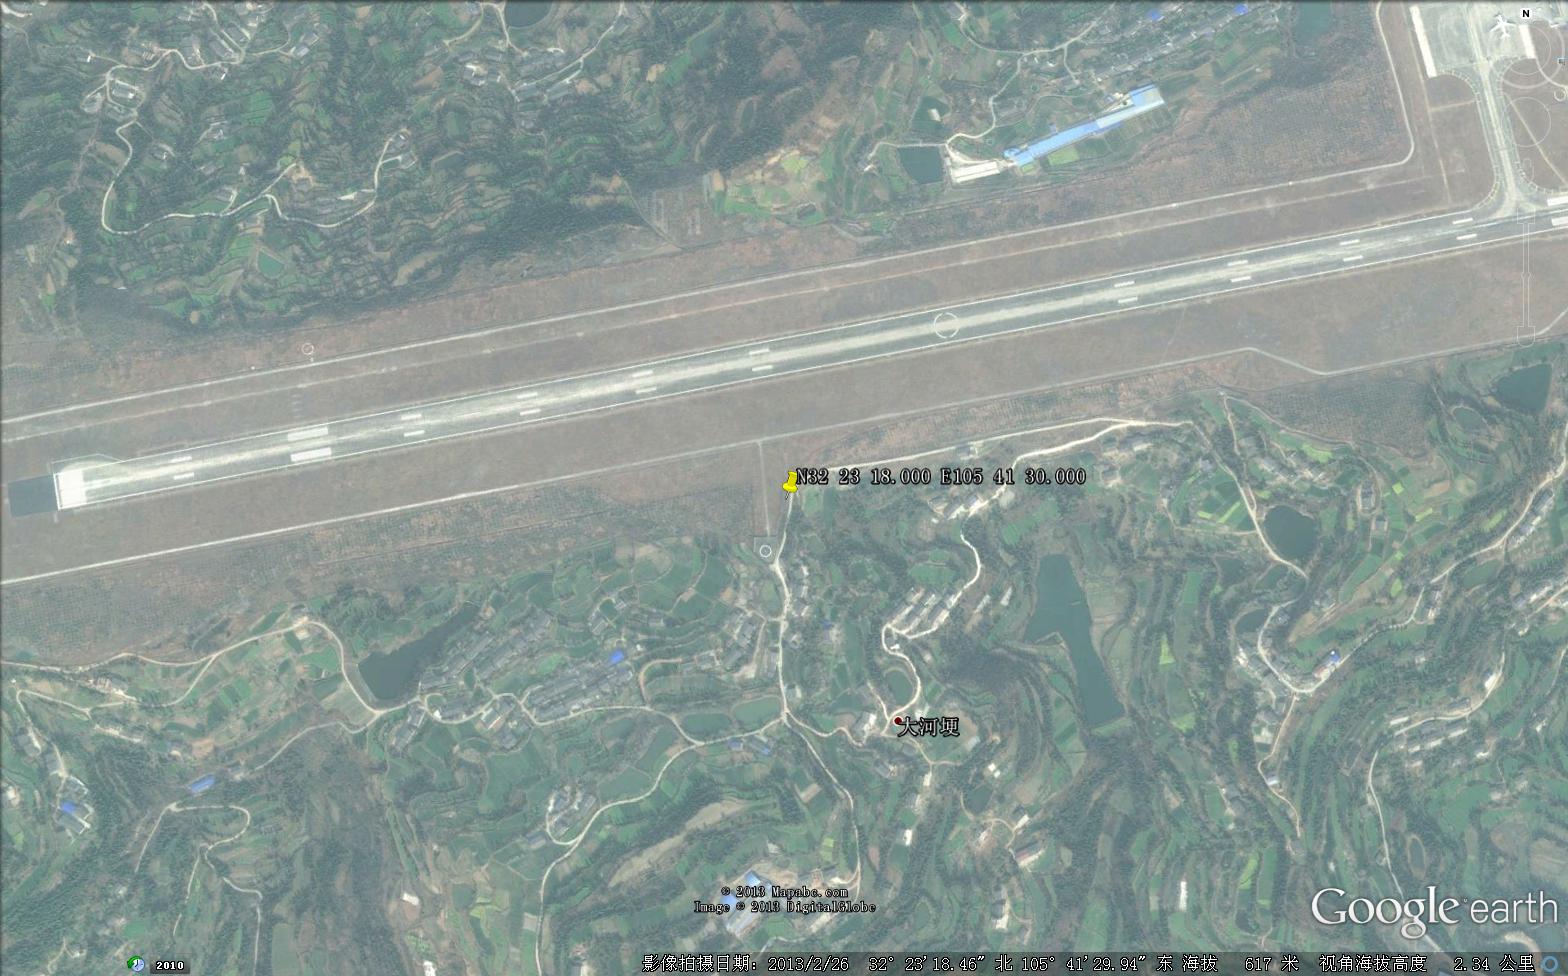 N
N32 23 18.000 E105 41 30.000
大河埂
© 2013 Mapabc.com
Image © 2013 DigitalGlobe
Google earth
2010
影像拍摄日期: 2013/2/26 32° 23'18.46" 北 105° 41'29.94" 东 海拔 617 米 视角海拔高度 2.34 公里